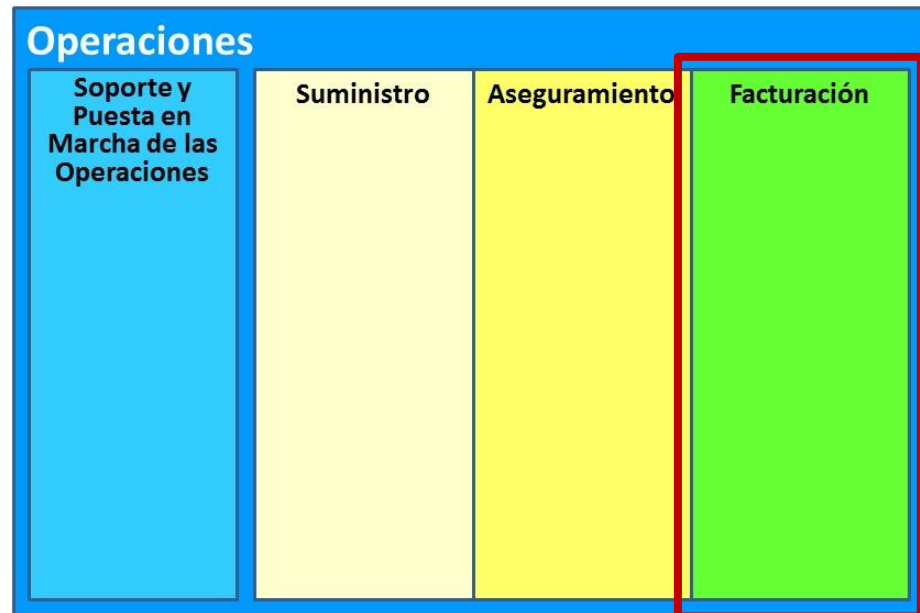 Operaciones
Soporte y
Puesta en
Marcha de las
Operaciones
Suministro
Aseguramiento
Facturación